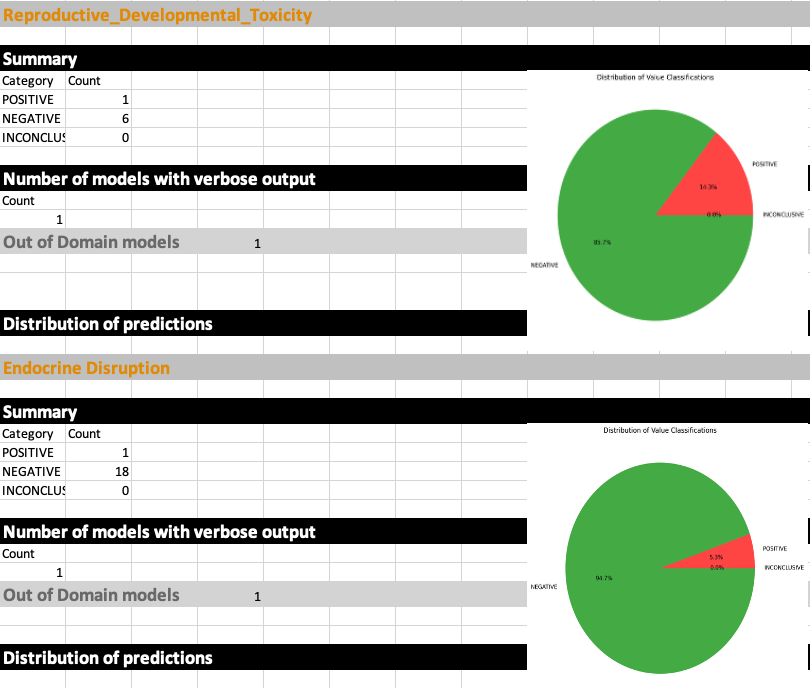 Reproductive_Developmental_Toxicity
Summary
Category Count
POSITIVE 1
NEGATIVE 6
INCONCLUS 0
Number of models with verbose output
Count
1
Out of Domain models 1
Distribution of predictions
Distribution of Value Classifications
POSITIVE
14.3%
0.0%
INCONCLUSIVE
85.7%
NEGATIVE
Endocrine Disruption
Summary
Category Count
POSITIVE 1
NEGATIVE 18
INCONCLUS 0
Number of models with verbose output
Count
1
Out of Domain models 1
Distribution of predictions
Distribution of Value Classifications
POSITIVE
5.3%
0.0%
INCONCLUSIVE
94.7%
NEGATIVE